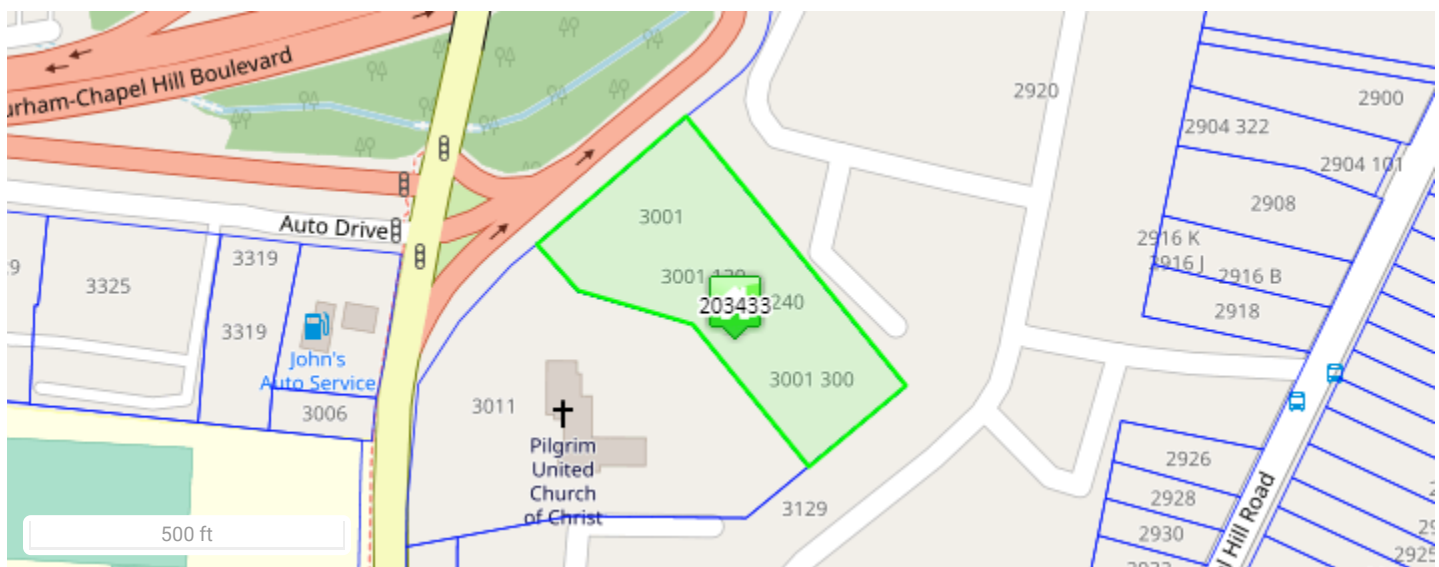 2900
2920
2904 322
2904 101
urham-Chapel Hill Boulevard
2908
3001
Auto Drive
2916 K
2916 J
2916 B
3319
3325
3001
203433
240
2918
3319
John's
Auto Service
3001 300
3011
3006
Pilgrim
United
Church
of Christ
2926
2928
3129
2930
l Hill Road
500 ft
2925